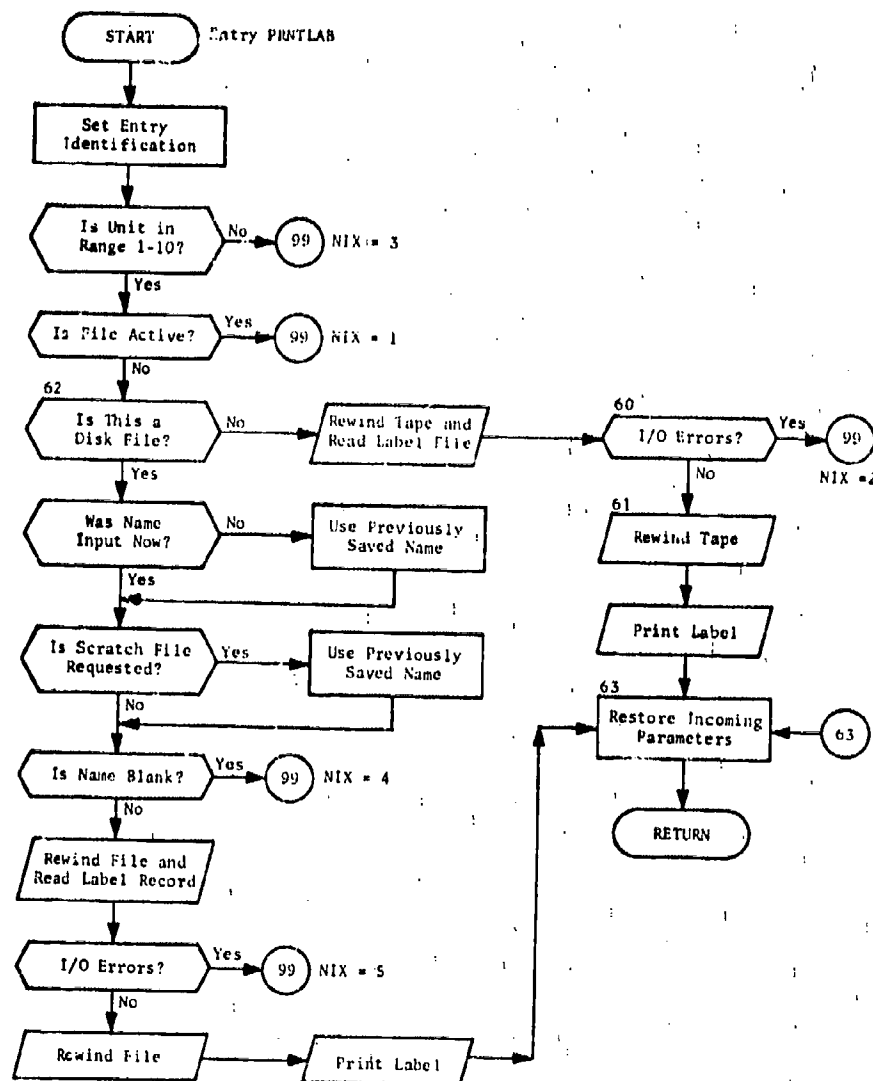 START
Entry PRNTLAB
Set Entry
Identification
Is Unit in
Range 1-10?
No
99
NIX = 3
Yes
Is File Active?
Yes
99
NIX = 1
No
62
Is This a
Disk File?
No
Rewind Tape and
Read Label File
60
I/O Errors?
Yes
99
NIX = 2
No
Yes
Was Name
Input Now?
No
Use Previously
Saved Name
61
Rewind Tape
Yes
Print Label
Is Scratch File
Requested?
Yes
Use Previously
Saved Name
No
63
Restore Incoming
Parameters
63
Is Name Blank?
Yes
99
NIX = 4
No
RETURN
Rewind File and
Read Label Record
I/O Errors?
Yes
99
NIX = 5
No
Rewind File
Print Label